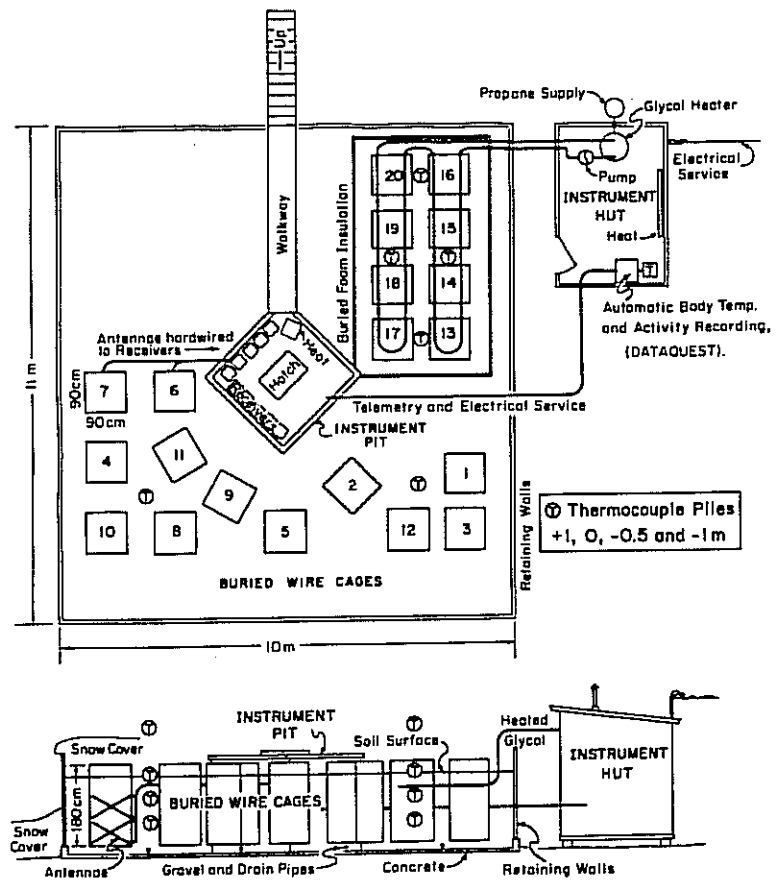 Up
Walkway
Propane Supply
Glycol Heater
Electrical
Service
Pump
INSTRUMENT
HUT
Heat
Automatic Body Temp.
and Activity Recording,
(DATAQUEST).
Buried Foam Insulation
20
16
19
15
18
14
17
13
Antennae hardwired
to Receivers
Heat
Hatch
Receivers
Telemetry and Electrical Service
INSTRUMENT
PIT
11m
90cm
90cm
7
6
4
11
9
2
1
10
8
5
12
3
BURIED WIRE CAGES
Retaining Walls
T Thermocouple Piles
+1, 0, -0.5 and -1m
10m
Snow Cover
INSTRUMENT
PIT
Soil Surface
Heated
Glycol
INSTRUMENT
HUT
180cm
BURIED WIRE CAGES
Snow
Cover
Antennae
Gravel and Drain Pipes
Concrete
Retaining Walls